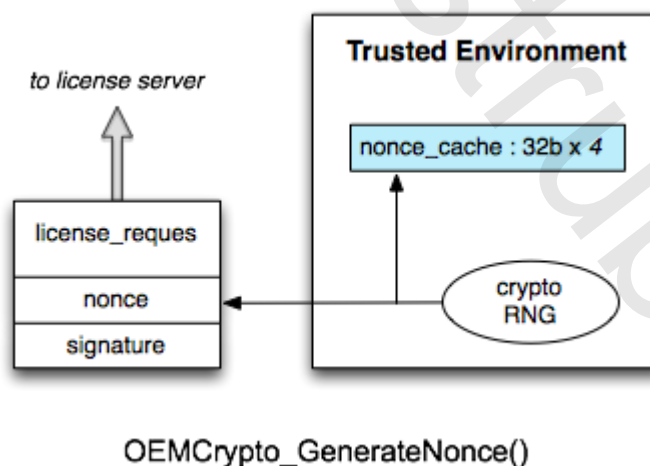 Trusted Environment
to license server
nonce_cache : 32b x 4
license_reques
nonce
crypto
RNG
signature
OEMCrypto_GenerateNonce()